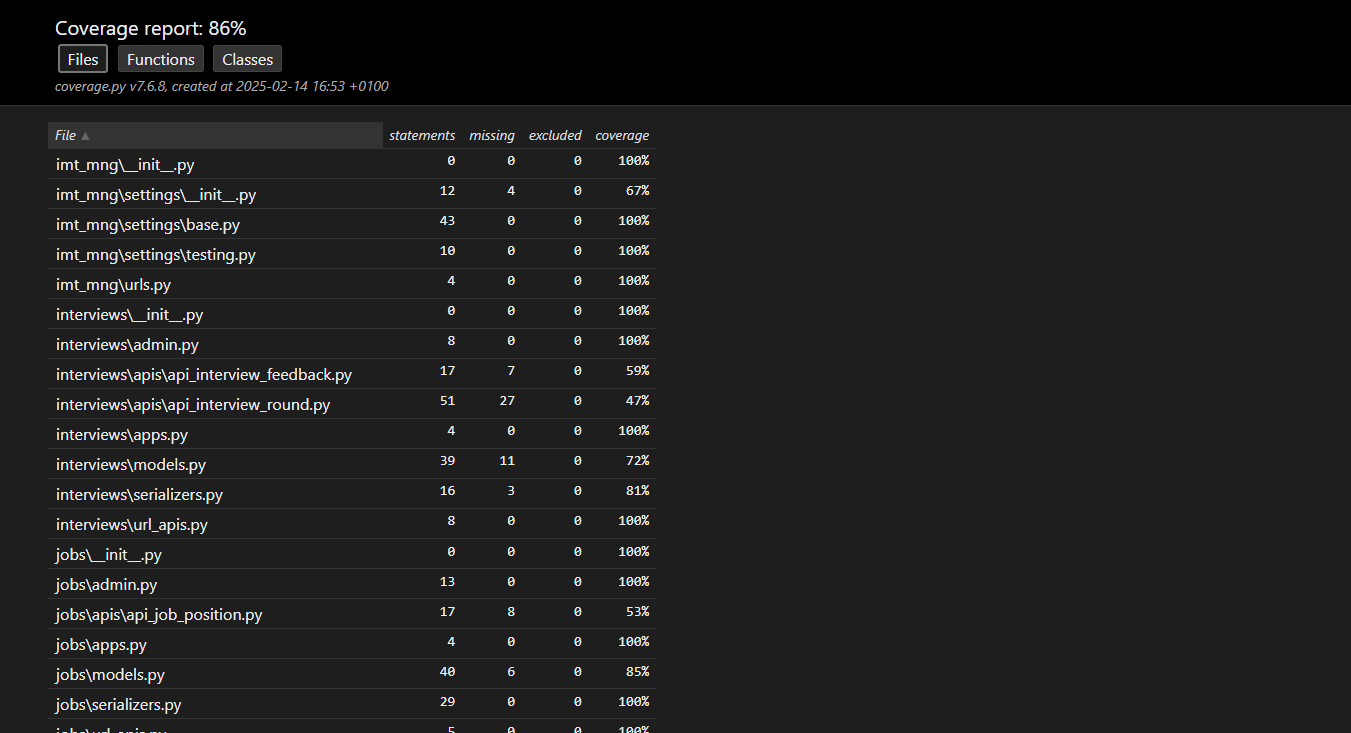 Coverage report: 86%
Files Functions Classes
coverage.py v7.6.8, created at 2025-02-14 16:53 +0100
File ▲ statements missing excluded coverage
imt_mng\__init__.py 0 0 0 100%
imt_mng\settings\__init__.py 12 4 0 67%
imt_mng\settings\base.py 43 0 0 100%
imt_mng\settings\testing.py 10 0 0 100%
imt_mng\urls.py 4 0 0 100%
interviews\__init__.py 0 0 0 100%
interviews\admin.py 8 0 0 100%
interviews\apis\api_interview_feedback.py 17 7 0 59%
interviews\apis\api_interview_round.py 51 27 0 47%
interviews\apps.py 4 0 0 100%
interviews\models.py 39 11 0 72%
interviews\serializers.py 16 3 0 81%
interviews\url_apis.py 8 0 0 100%
jobs\__init__.py 0 0 0 100%
jobs\admin.py 13 0 0 100%
jobs\apis\api_job_position.py 17 8 0 53%
jobs\apps.py 4 0 0 100%
jobs\models.py 40 6 0 85%
jobs\serializers.py 29 0 0 100%
jobs\url_apis.py 5 0 0 100%